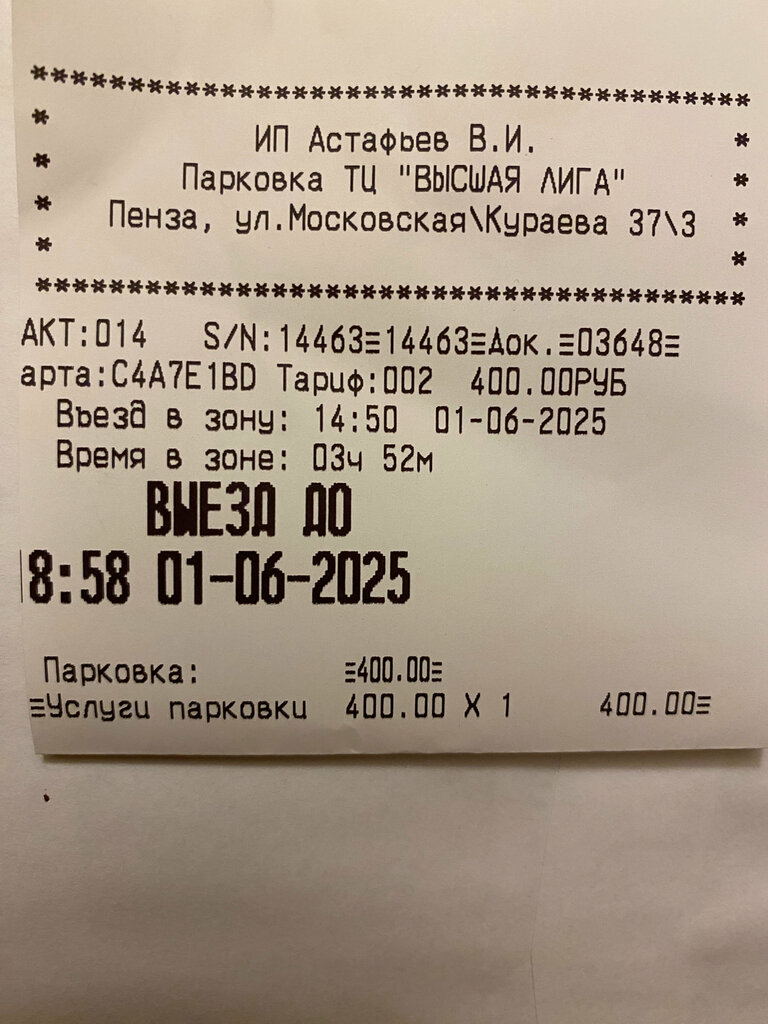 ****************************************
* ИП Астафьев В.И. *
* Парковка ТЦ "ВЫСШАЯ ЛИГА" *
* Пенза, ул.Московская\Кураева 37\3 *
* *
****************************************
АКТ:014 S/N:14463≡14463≡Док.≡03648≡
арта:C4A7E1BD Тариф:002 400.00РУБ
Въезд в зону: 14:50 01-06-2025
Время в зоне: 03ч 52м
ВЫЕЗД ДО
8:58 01-06-2025
Парковка: ≡400.00≡
≡Услуги парковки 400.00 X 1 400.00≡